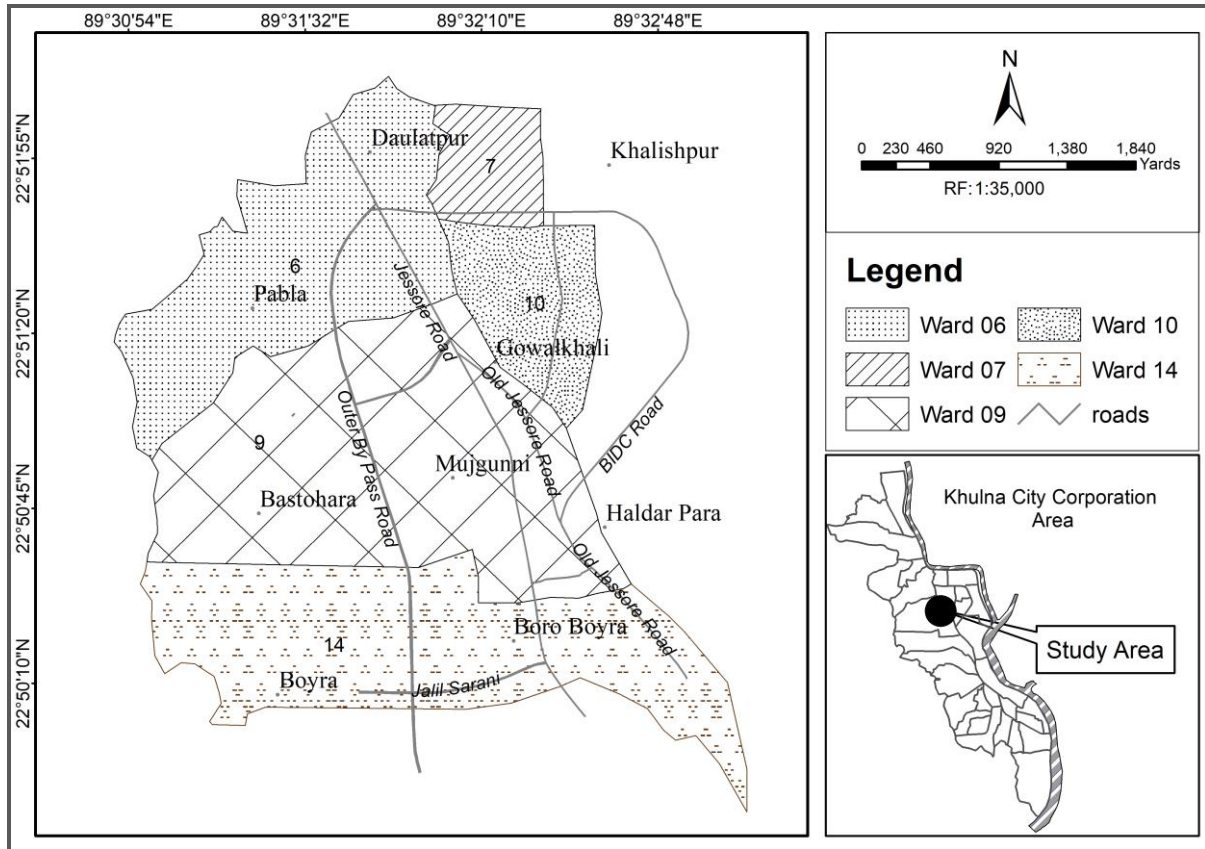 89°30'54"E 89°31'32"E 89°32'10"E 89°32'48"E
22°51'55"N
22°51'20"N
22°50'45"N
22°50'10"N
Daulatpur
7
Khalishpur
6
Pabla
Jessore Road
10
Gowalkhali
Old Jessore Road
Outer By Pass Road
BIDC Road
9
Mujgunni
Bastohara
Haldar Para
Old Jessore Road
Boro Boyra
14
Boyra
Jalil Sarani
N
0 230 460 920 1,380 1,840
Yards
RF:1:35,000
Legend
Ward 06
Ward 10
Ward 07
Ward 14
Ward 09
roads
Khulna City Corporation
Area
Study Area